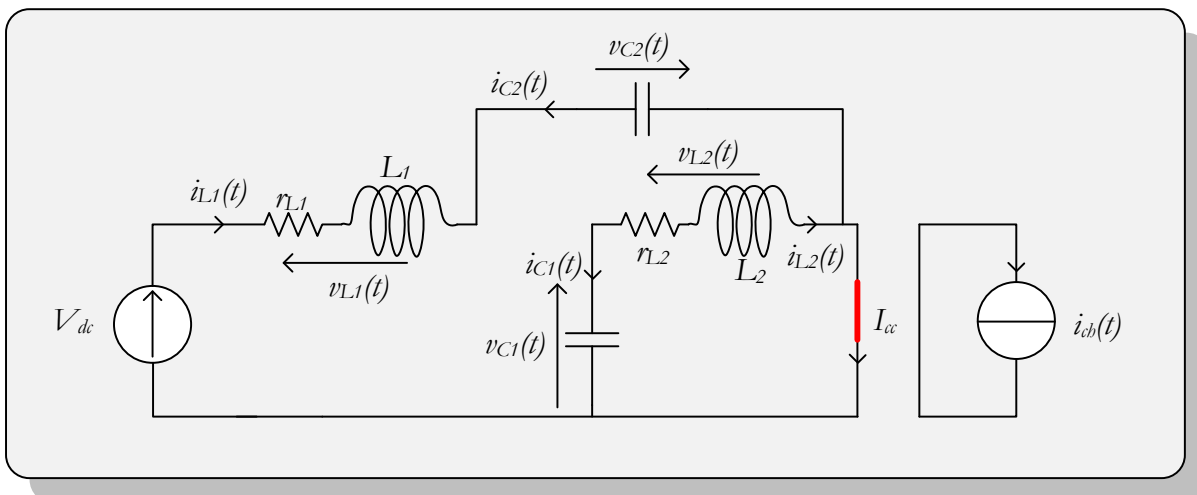 vC2(t)
iC2(t)
L1
vL2(t)
iL1(t)
rL1
rL2
L2
iL2(t)
iC1(t)
vL1(t)
Vdc
vC1(t)
Icc
ich(t)